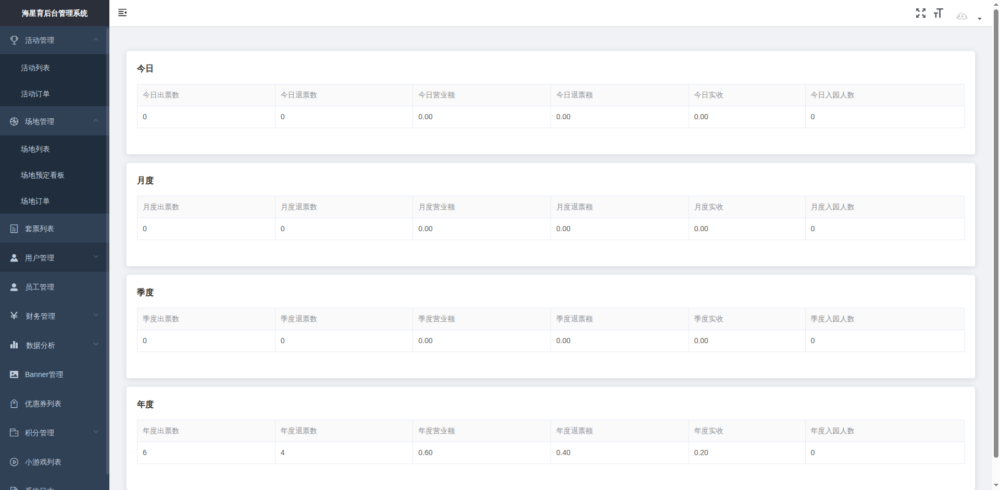 海星育后台管理系统
活动管理
活动列表
活动订单
场地管理
场地列表
场地预定看板
场地订单
套票列表
用户管理
员工管理
财务管理
数据分析
Banner管理
优惠券列表
积分管理
小游戏列表
今日
今日出票数 今日退票数 今日营业额 今日退票额 今日实收 今日入园人数
0 0 0.00 0.00 0.00 0
月度
月度出票数 月度退票数 月度营业额 月度退票额 月度实收 月度入园人数
0 0 0.00 0.00 0.00 0
季度
季度出票数 季度退票数 季度营业额 季度退票额 季度实收 季度入园人数
0 0 0.00 0.00 0.00 0
年度
年度出票数 年度退票数 年度营业额 年度退票额 年度实收 年度入园人数
6 4 0.60 0.40 0.20 0